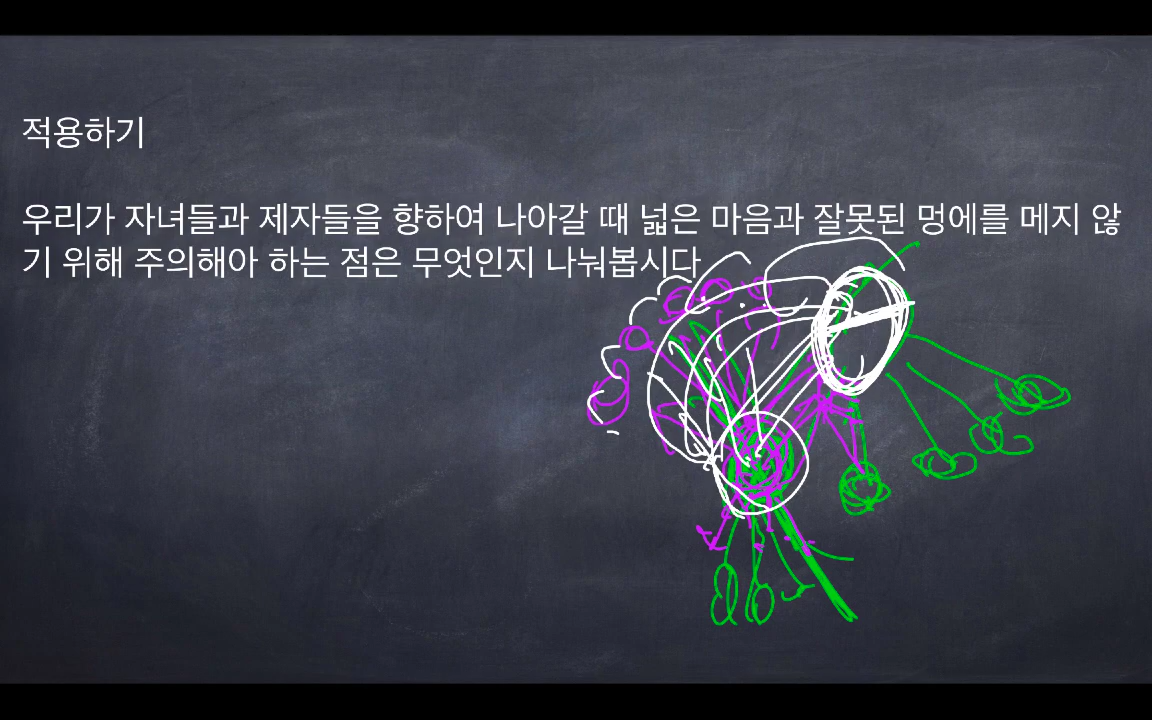 적용하기
우리가 자녀들과 제자들을 향하여 나아갈 때 넓은 마음과 잘못된 멍에를 메지 않
기 위해 주의해야 하는 점은 무엇인지 나눠봅시다